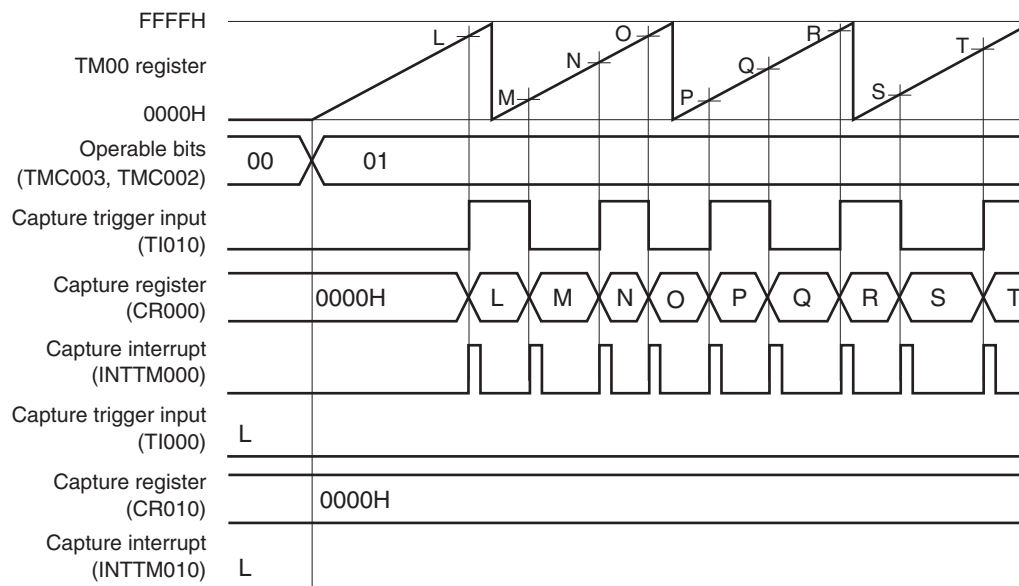 FFFFH
TM00 register
0000H
L
M
N
O
P
Q
R
S
T
Operable bits
(TMC003, TMC002)
00
01
Capture trigger input
(TI010)
Capture register
(CR000)
0000H
L
M
N
O
P
Q
R
S
T
Capture interrupt
(INTTM000)
Capture trigger input
(TI000)
L
Capture register
(CR010)
0000H
Capture interrupt
(INTTM010)
L